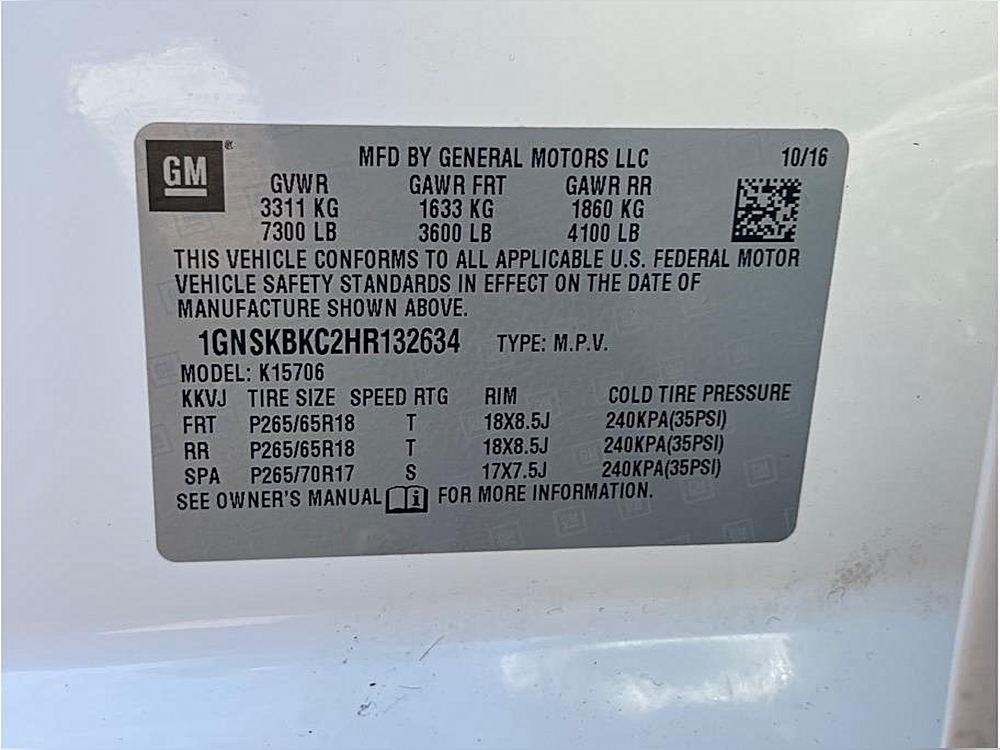 GM ®
MFD BY GENERAL MOTORS LLC 10/16
GVWR GAWR FRT GAWR RR
3311 KG 1633 KG 1860 KG
7300 LB 3600 LB 4100 LB
THIS VEHICLE CONFORMS TO ALL APPLICABLE U.S. FEDERAL MOTOR
VEHICLE SAFETY STANDARDS IN EFFECT ON THE DATE OF
MANUFACTURE SHOWN ABOVE.
1GNSKBKC2HR132634 TYPE: M.P.V.
MODEL: K15706
KKVJ TIRE SIZE SPEED RTG RIM COLD TIRE PRESSURE
FRT P265/65R18 T 18X8.5J 240KPA(35PSI)
RR P265/65R18 T 18X8.5J 240KPA(35PSI)
SPA P265/70R17 S 17X7.5J 240KPA(35PSI)
SEE OWNER'S MANUAL i FOR MORE INFORMATION.